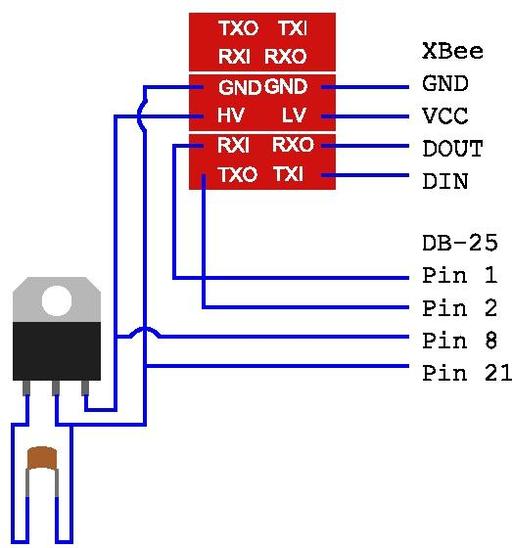 TXO TXI
RXI RXO
GND GND
HV LV
RXI RXO
TXO TXI
XBee
GND
VCC
DOUT
DIN
DB-25
Pin 1
Pin 2
Pin 8
Pin 21